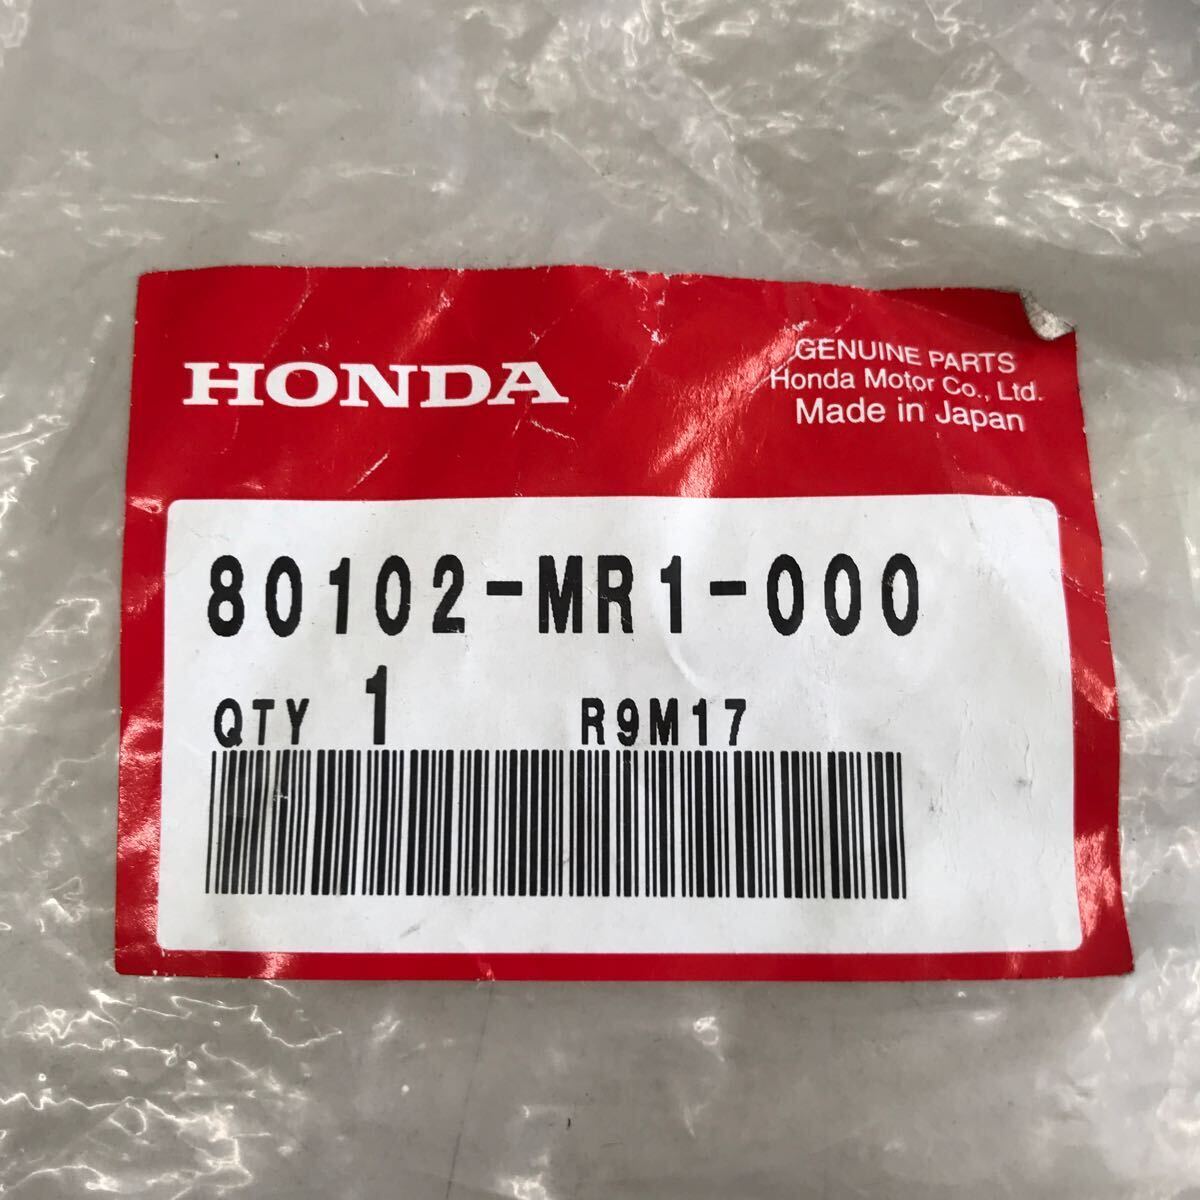 HONDA
GENUINE PARTS
Honda Motor Co., Ltd.
Made in Japan
80102-MR1-000
QTY 1 R9M17